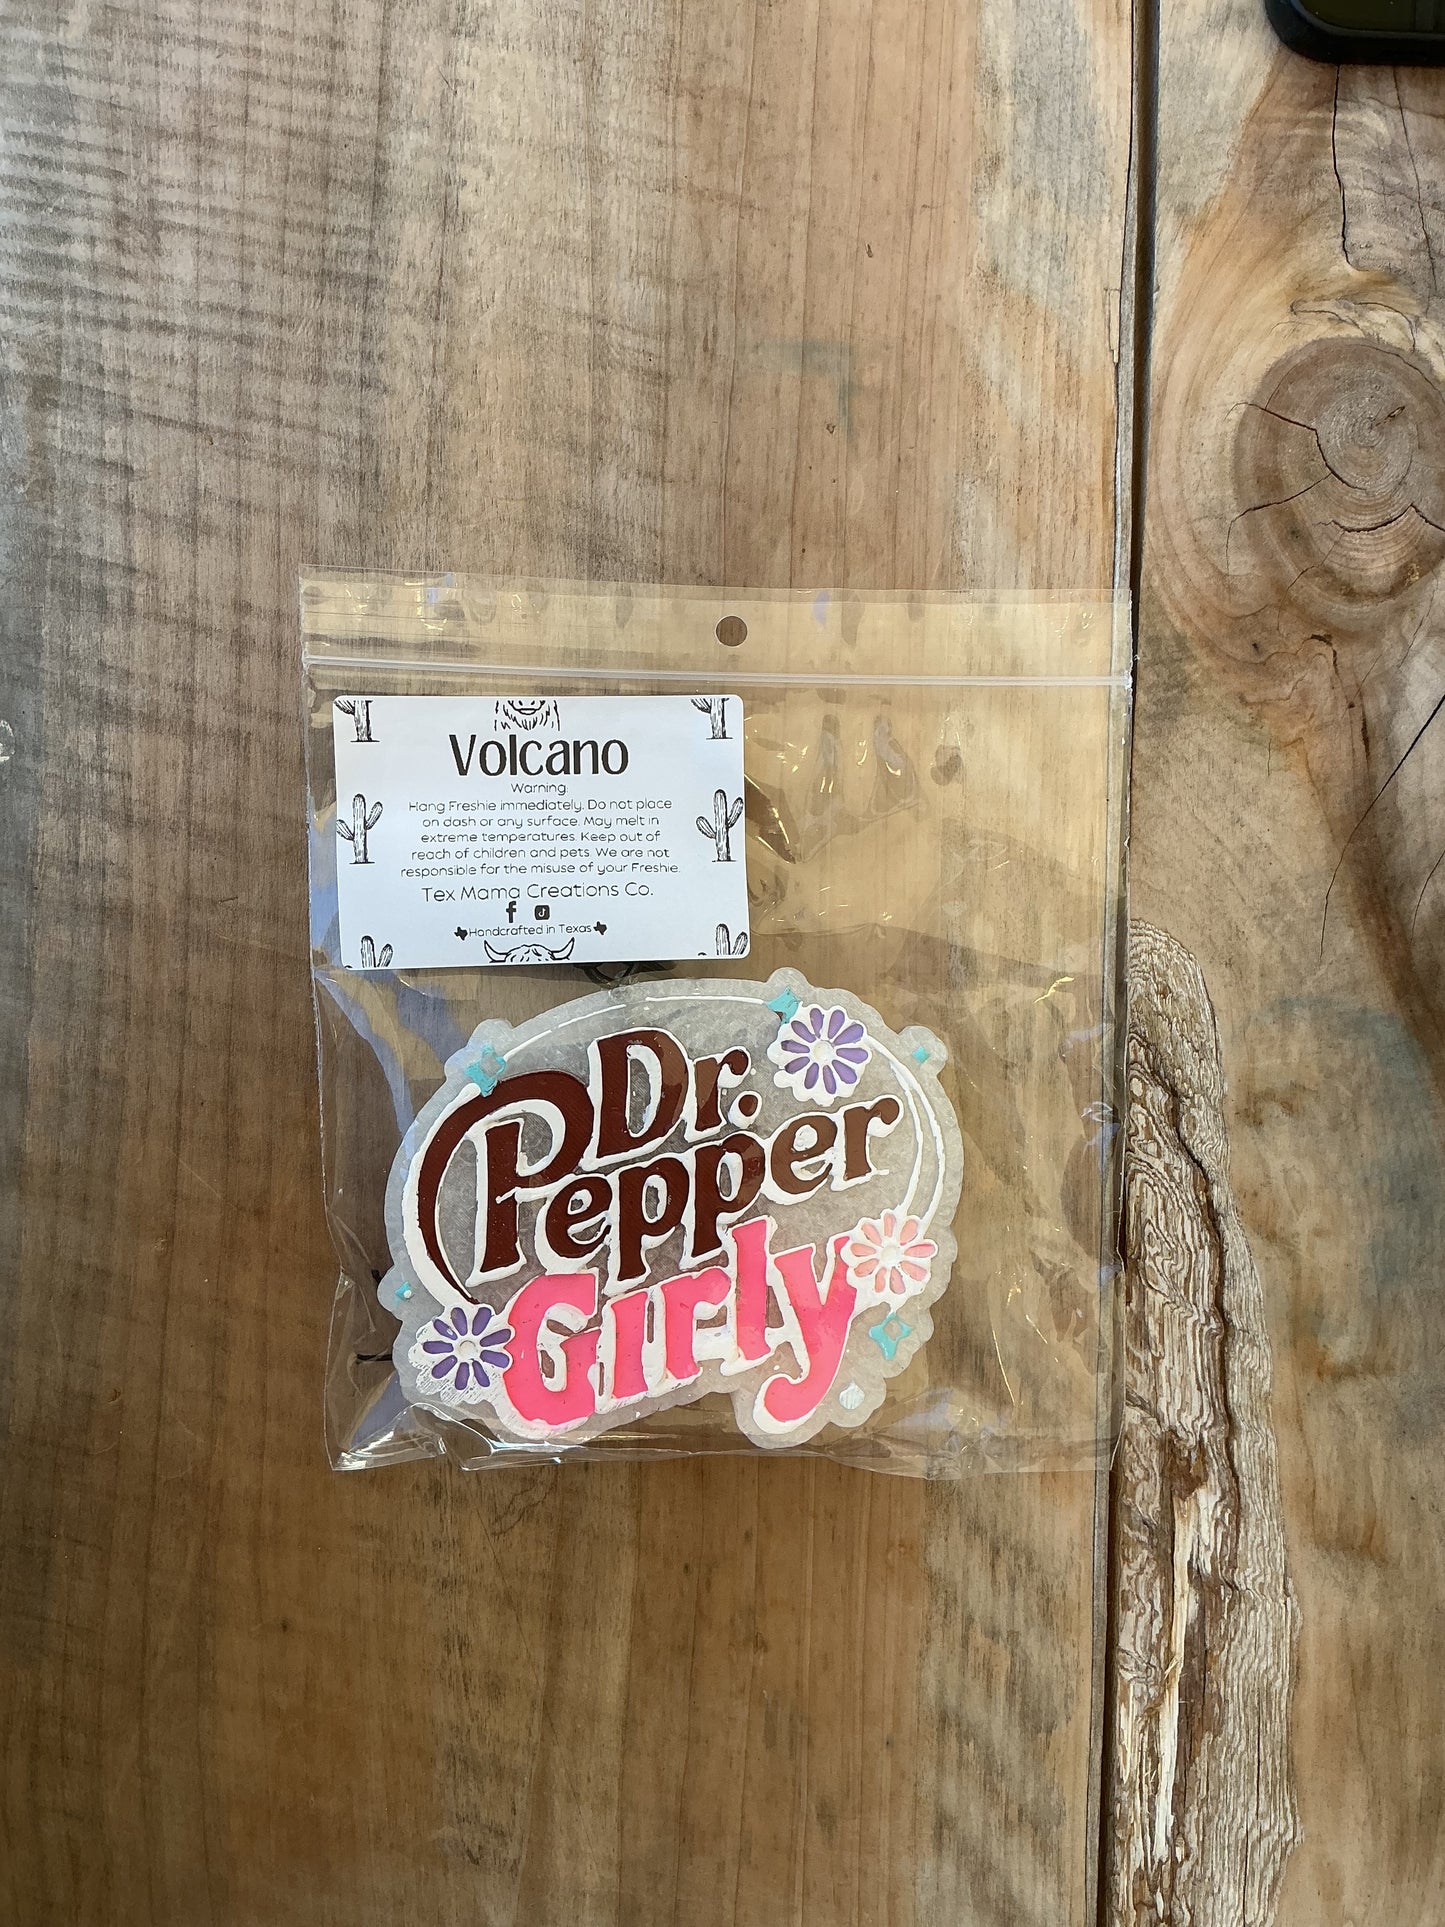 Volcano
Warning:
Hang Freshie immediately. Do not place
on dash or any surface. May melt in
extreme temperatures. Keep out of
reach of children and pets. We are not
responsible for the misuse of your Freshie.
Tex Mama Creations Co.
Handcrafted in Texas
Dr.
Pepper
Girly